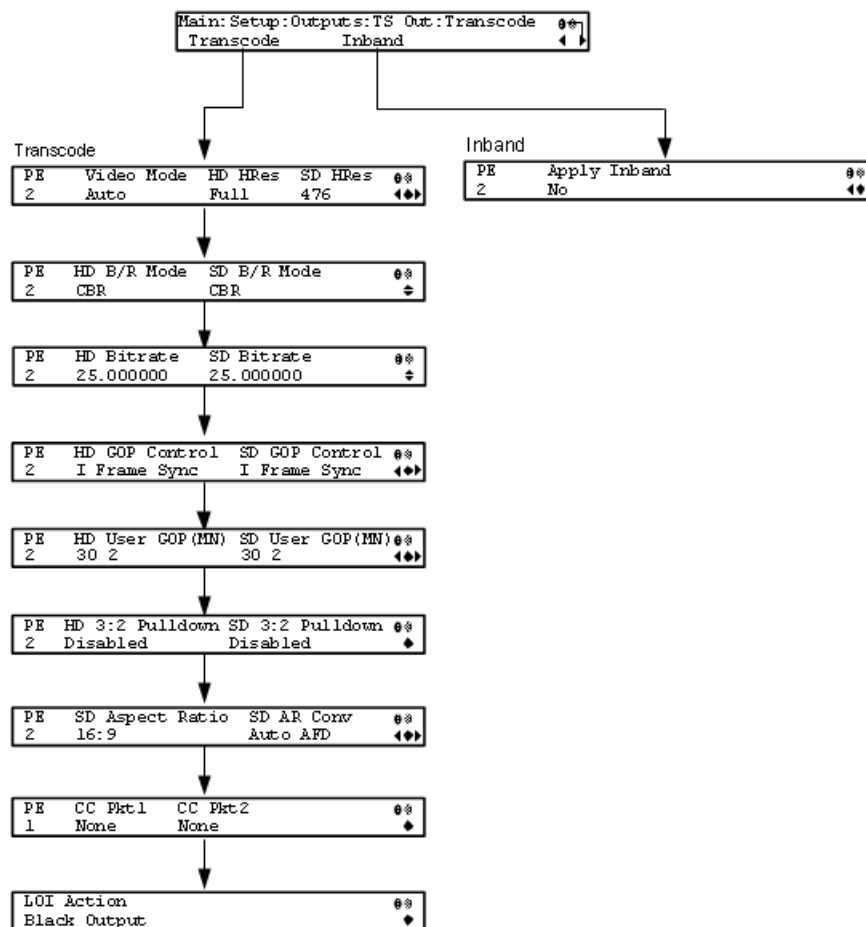 Main: Setup:Outputs:TS Out:Transcode
Transcode Inband
Transcode
PE Video Mode HD HRes SD HRes
2 Auto Full 476
Inband
PE Apply Inband
2 No
PE HD B/R Mode SD B/R Mode
2 CBR CBR
PE HD Bitrate SD Bitrate
2 25.000000 25.000000
PE HD GOP Control SD GOP Control
2 I Frame Sync I Frame Sync
PE HD User GOP(MN) SD User GOP(MN)
2 30 2 30 2
PE HD 3:2 Pulldown SD 3:2 Pulldown
2 Disabled Disabled
PE SD Aspect Ratio SD AR Conv
2 16:9 Auto AFD
PE CC Pkt1 CC Pkt2
1 None None
LOI Action
Black Output